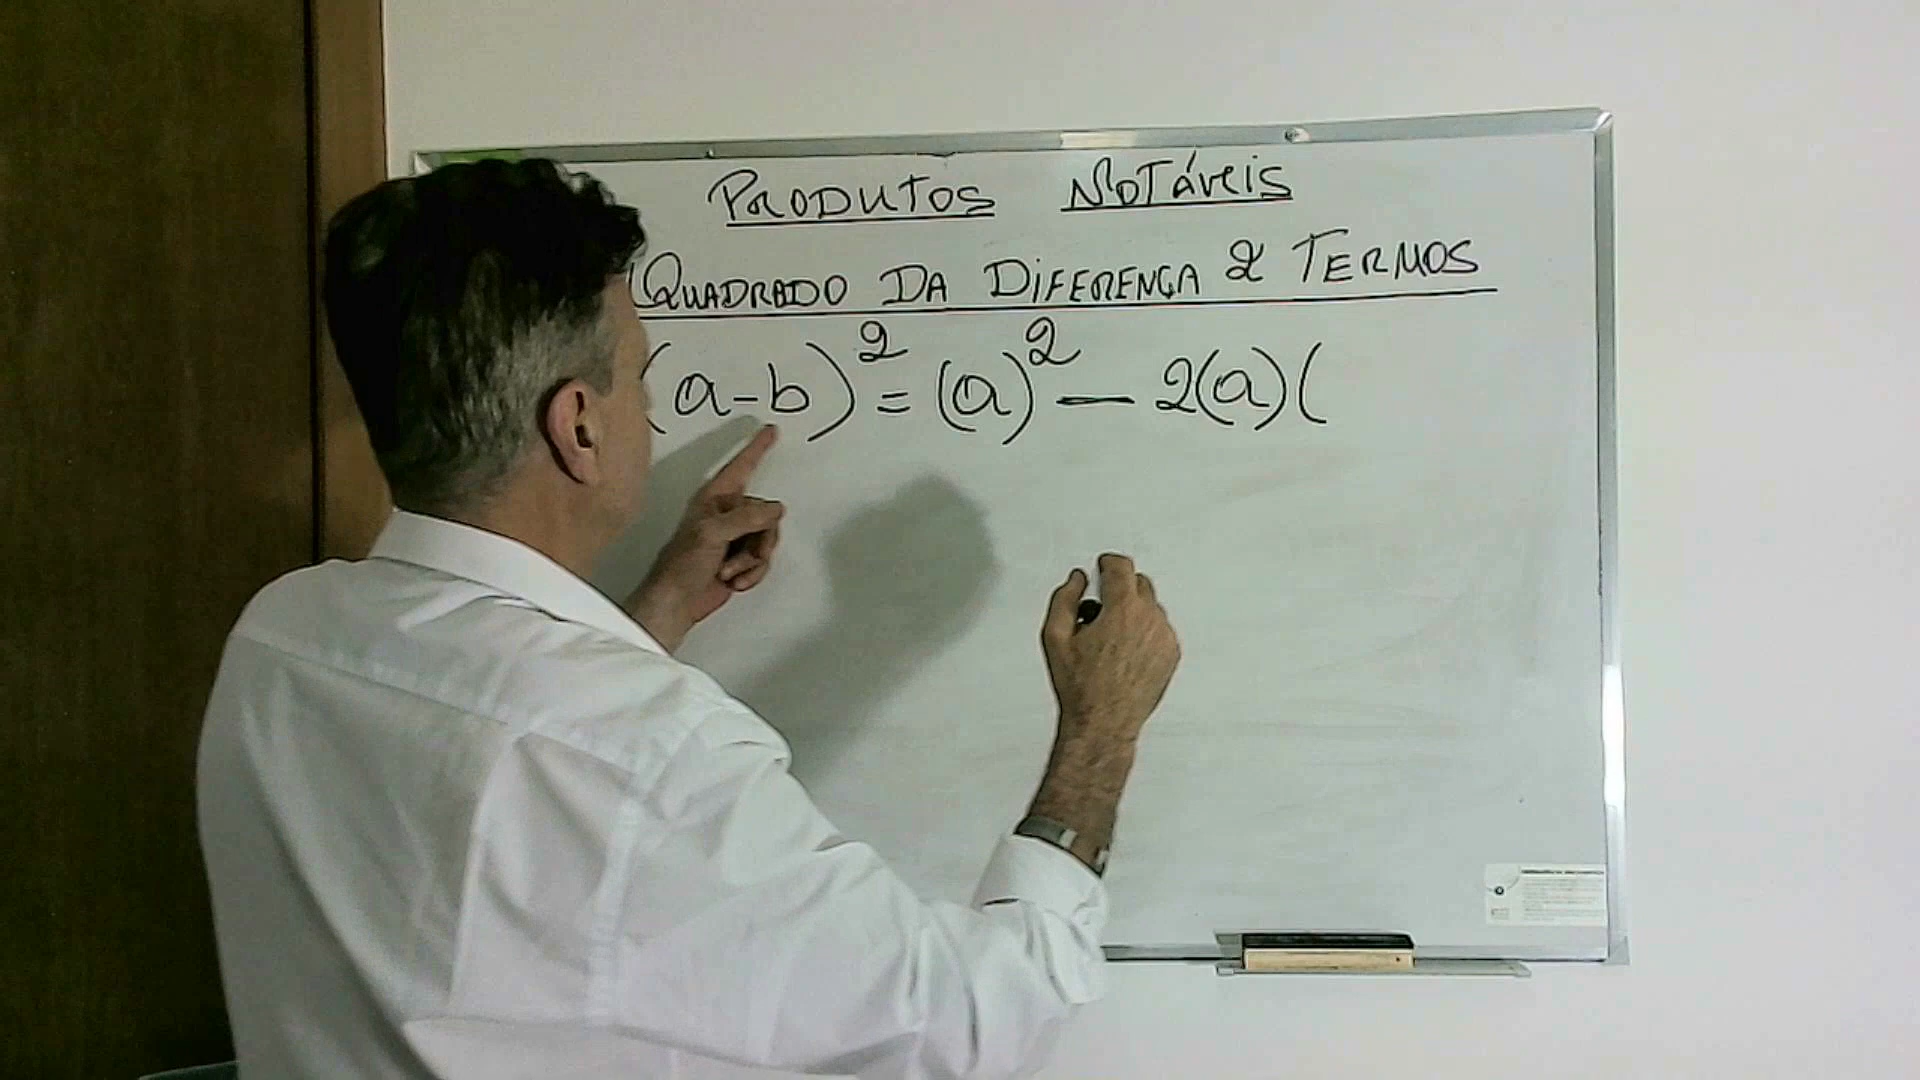 PRODUTOS NOTÁVEIS
QUADRADO DA DIFERENÇA 2 TERMOS
(a-b)² = (a)² - 2(a)(